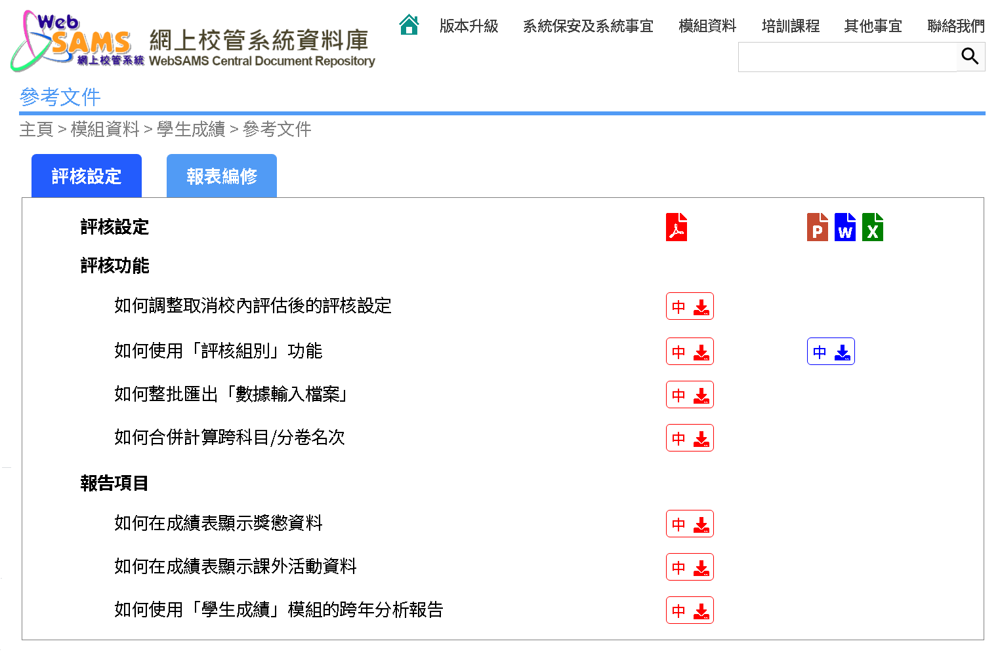 Web
SAMS
網上校管系統
網上校管系統資料庫
WebSAMS Central Document Repository
版本升級 系統保安及系統事宜 模組資料 培訓課程 其他事宜 聯絡我們
參考文件
主頁 > 模組資料 > 學生成績 > 參考文件
評核設定 報表編修
評核設定 P W X
評核功能
如何調整取消校內評估後的評核設定 中
如何使用「評核組別」功能 中 中
如何整批匯出「數據輸入檔案」 中
如何合併計算跨科目/分卷名次 中
報告項目
如何在成績表顯示獎懲資料 中
如何在成績表顯示課外活動資料 中
如何使用「學生成績」模組的跨年分析報告 中